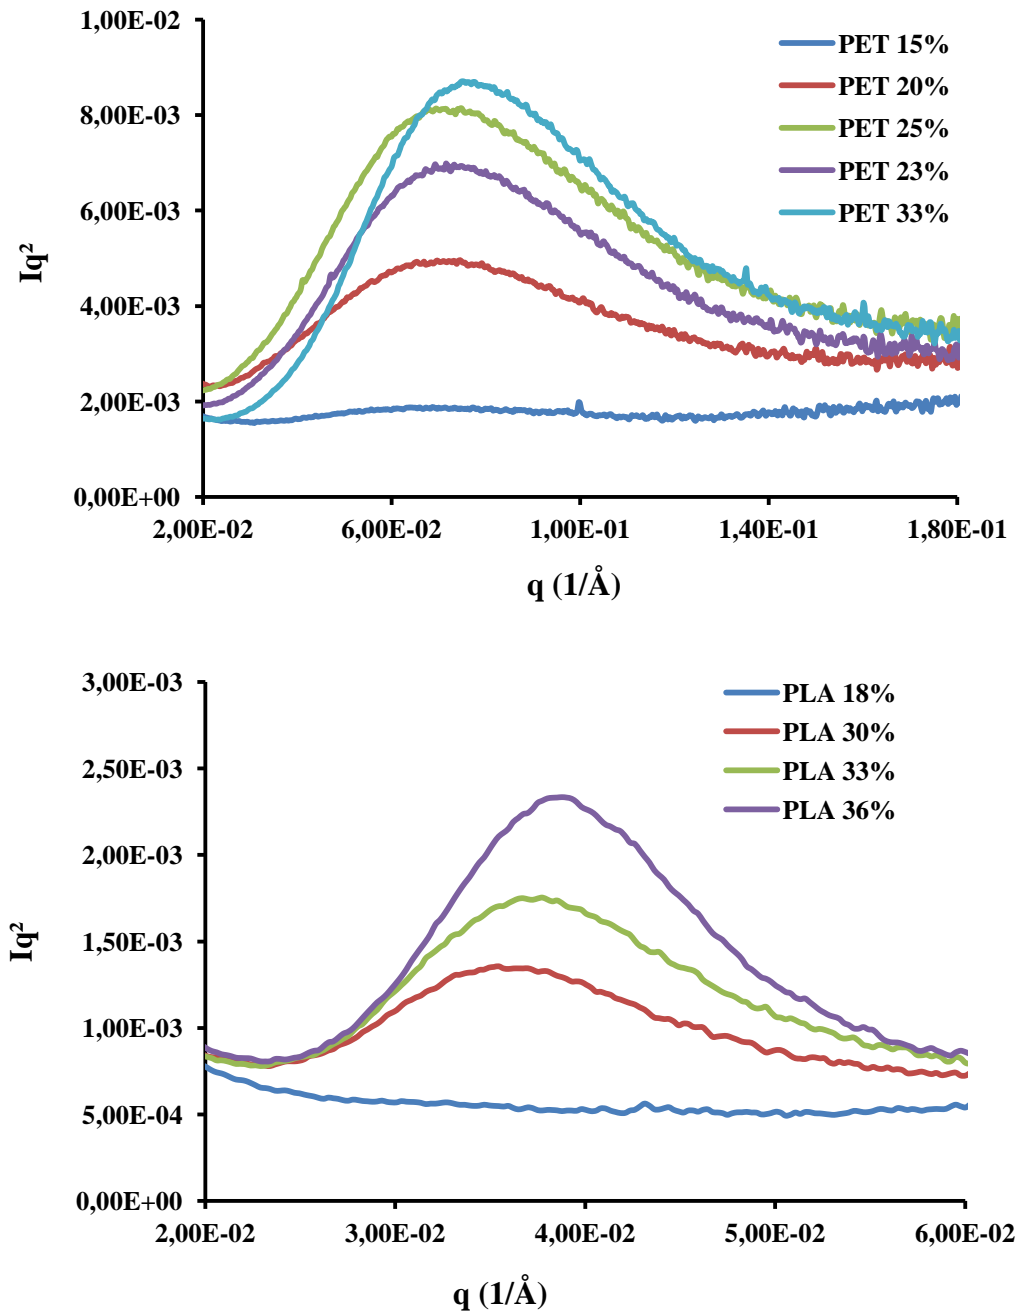 1,00E-02
8,00E-03
6,00E-03
4,00E-03
2,00E-03
0,00E+00
Iq²
PET 15%
PET 20%
PET 25%
PET 23%
PET 33%
2,00E-02 6,00E-02 1,00E-01 1,40E-01 1,80E-01
q (1/Å)
3,00E-03
2,50E-03
2,00E-03
1,50E-03
1,00E-03
5,00E-04
0,00E+00
Iq²
PLA 18%
PLA 30%
PLA 33%
PLA 36%
2,00E-02 3,00E-02 4,00E-02 5,00E-02 6,00E-02
q (1/Å)